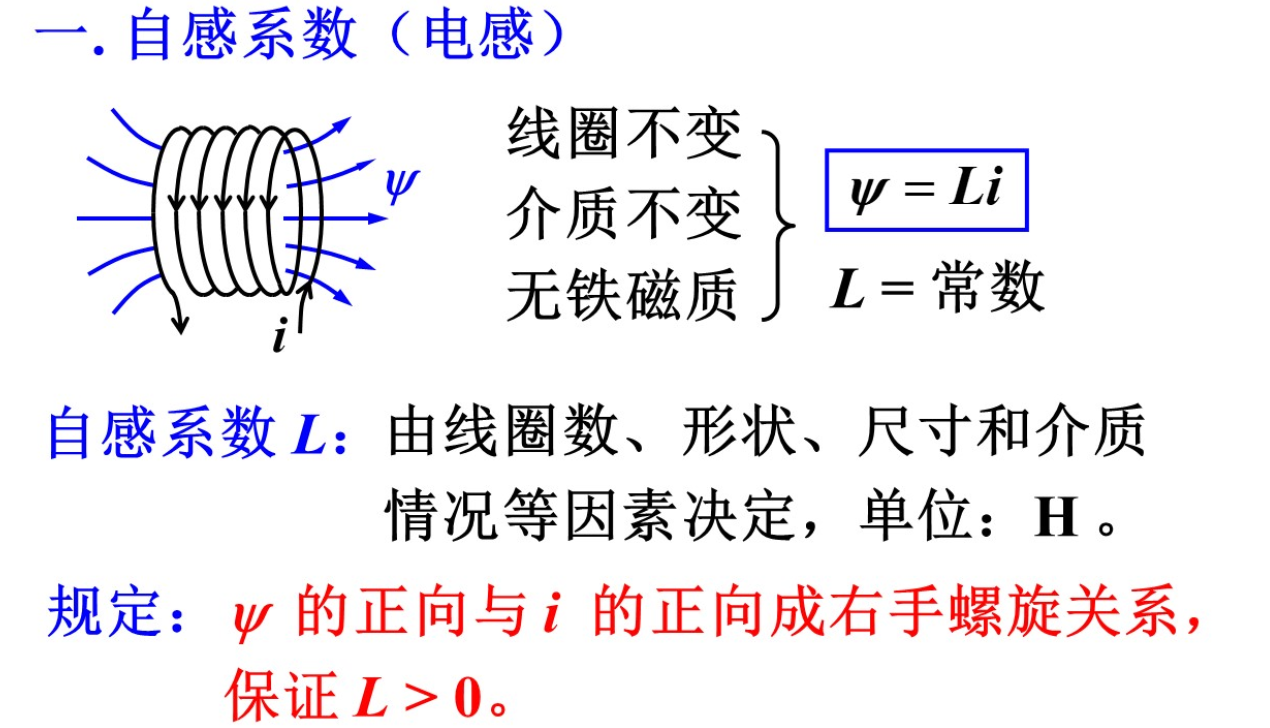 一. 自感系数（电感）
ψ
i
线圈不变
介质不变
无铁磁质
ψ = Li
L = 常数
自感系数 L：由线圈数、形状、尺寸和介质
情况等因素决定，单位：H 。
规定：ψ 的正向与 i 的正向成右手螺旋关系，
保证 L > 0。